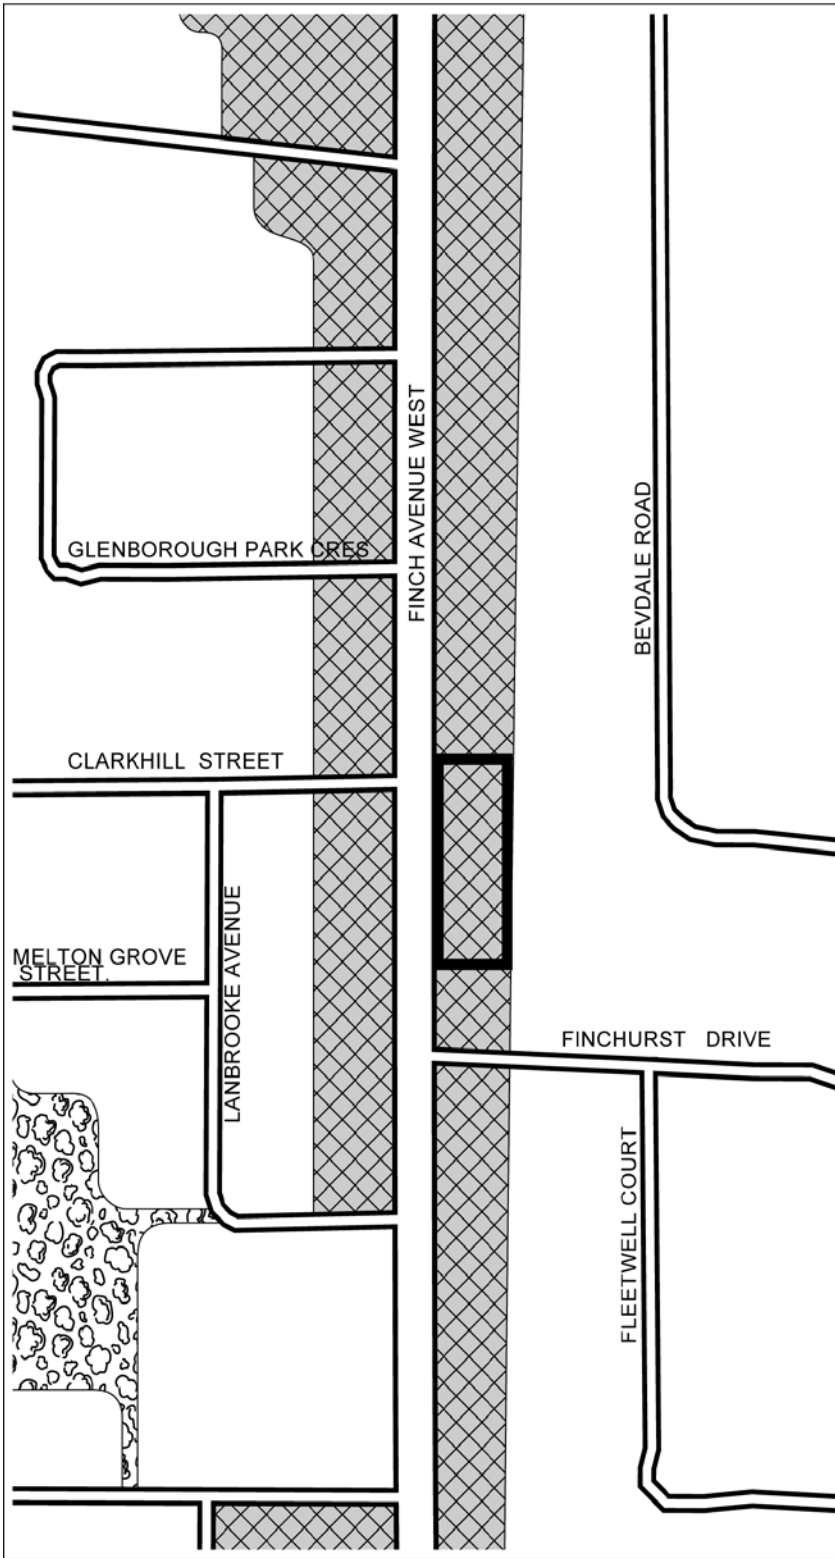 FINCH AVENUE WEST
BEVDALE ROAD
GLENBOROUGH PARK CRES
CLARKHILL STREET
LANBROOKE AVENUE
MELTON GROVE
STREET.
FINCHURST DRIVE
FLEETWELL COURT